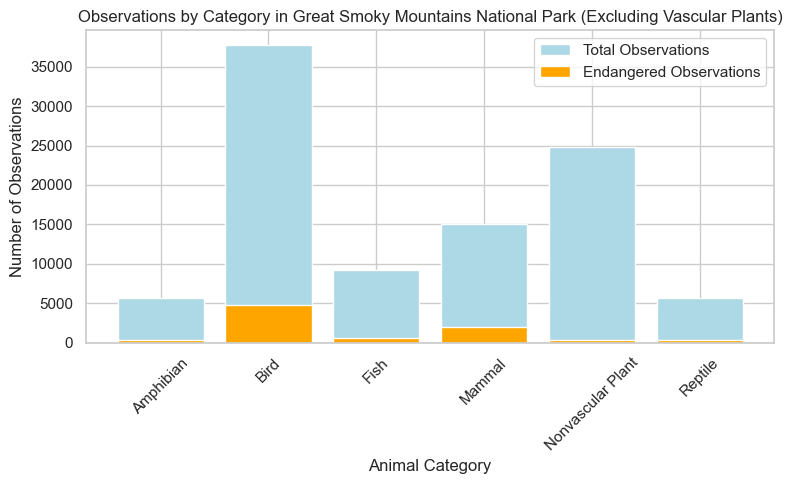 Observations by Category in Great Smoky Mountains National Park (Excluding Vascular Plants)
Total Observations
Endangered Observations
Number of Observations
35000
30000
25000
20000
15000
10000
5000
0
Amphibian
Bird
Fish
Mammal
Nonvascular Plant
Reptile
Animal Category